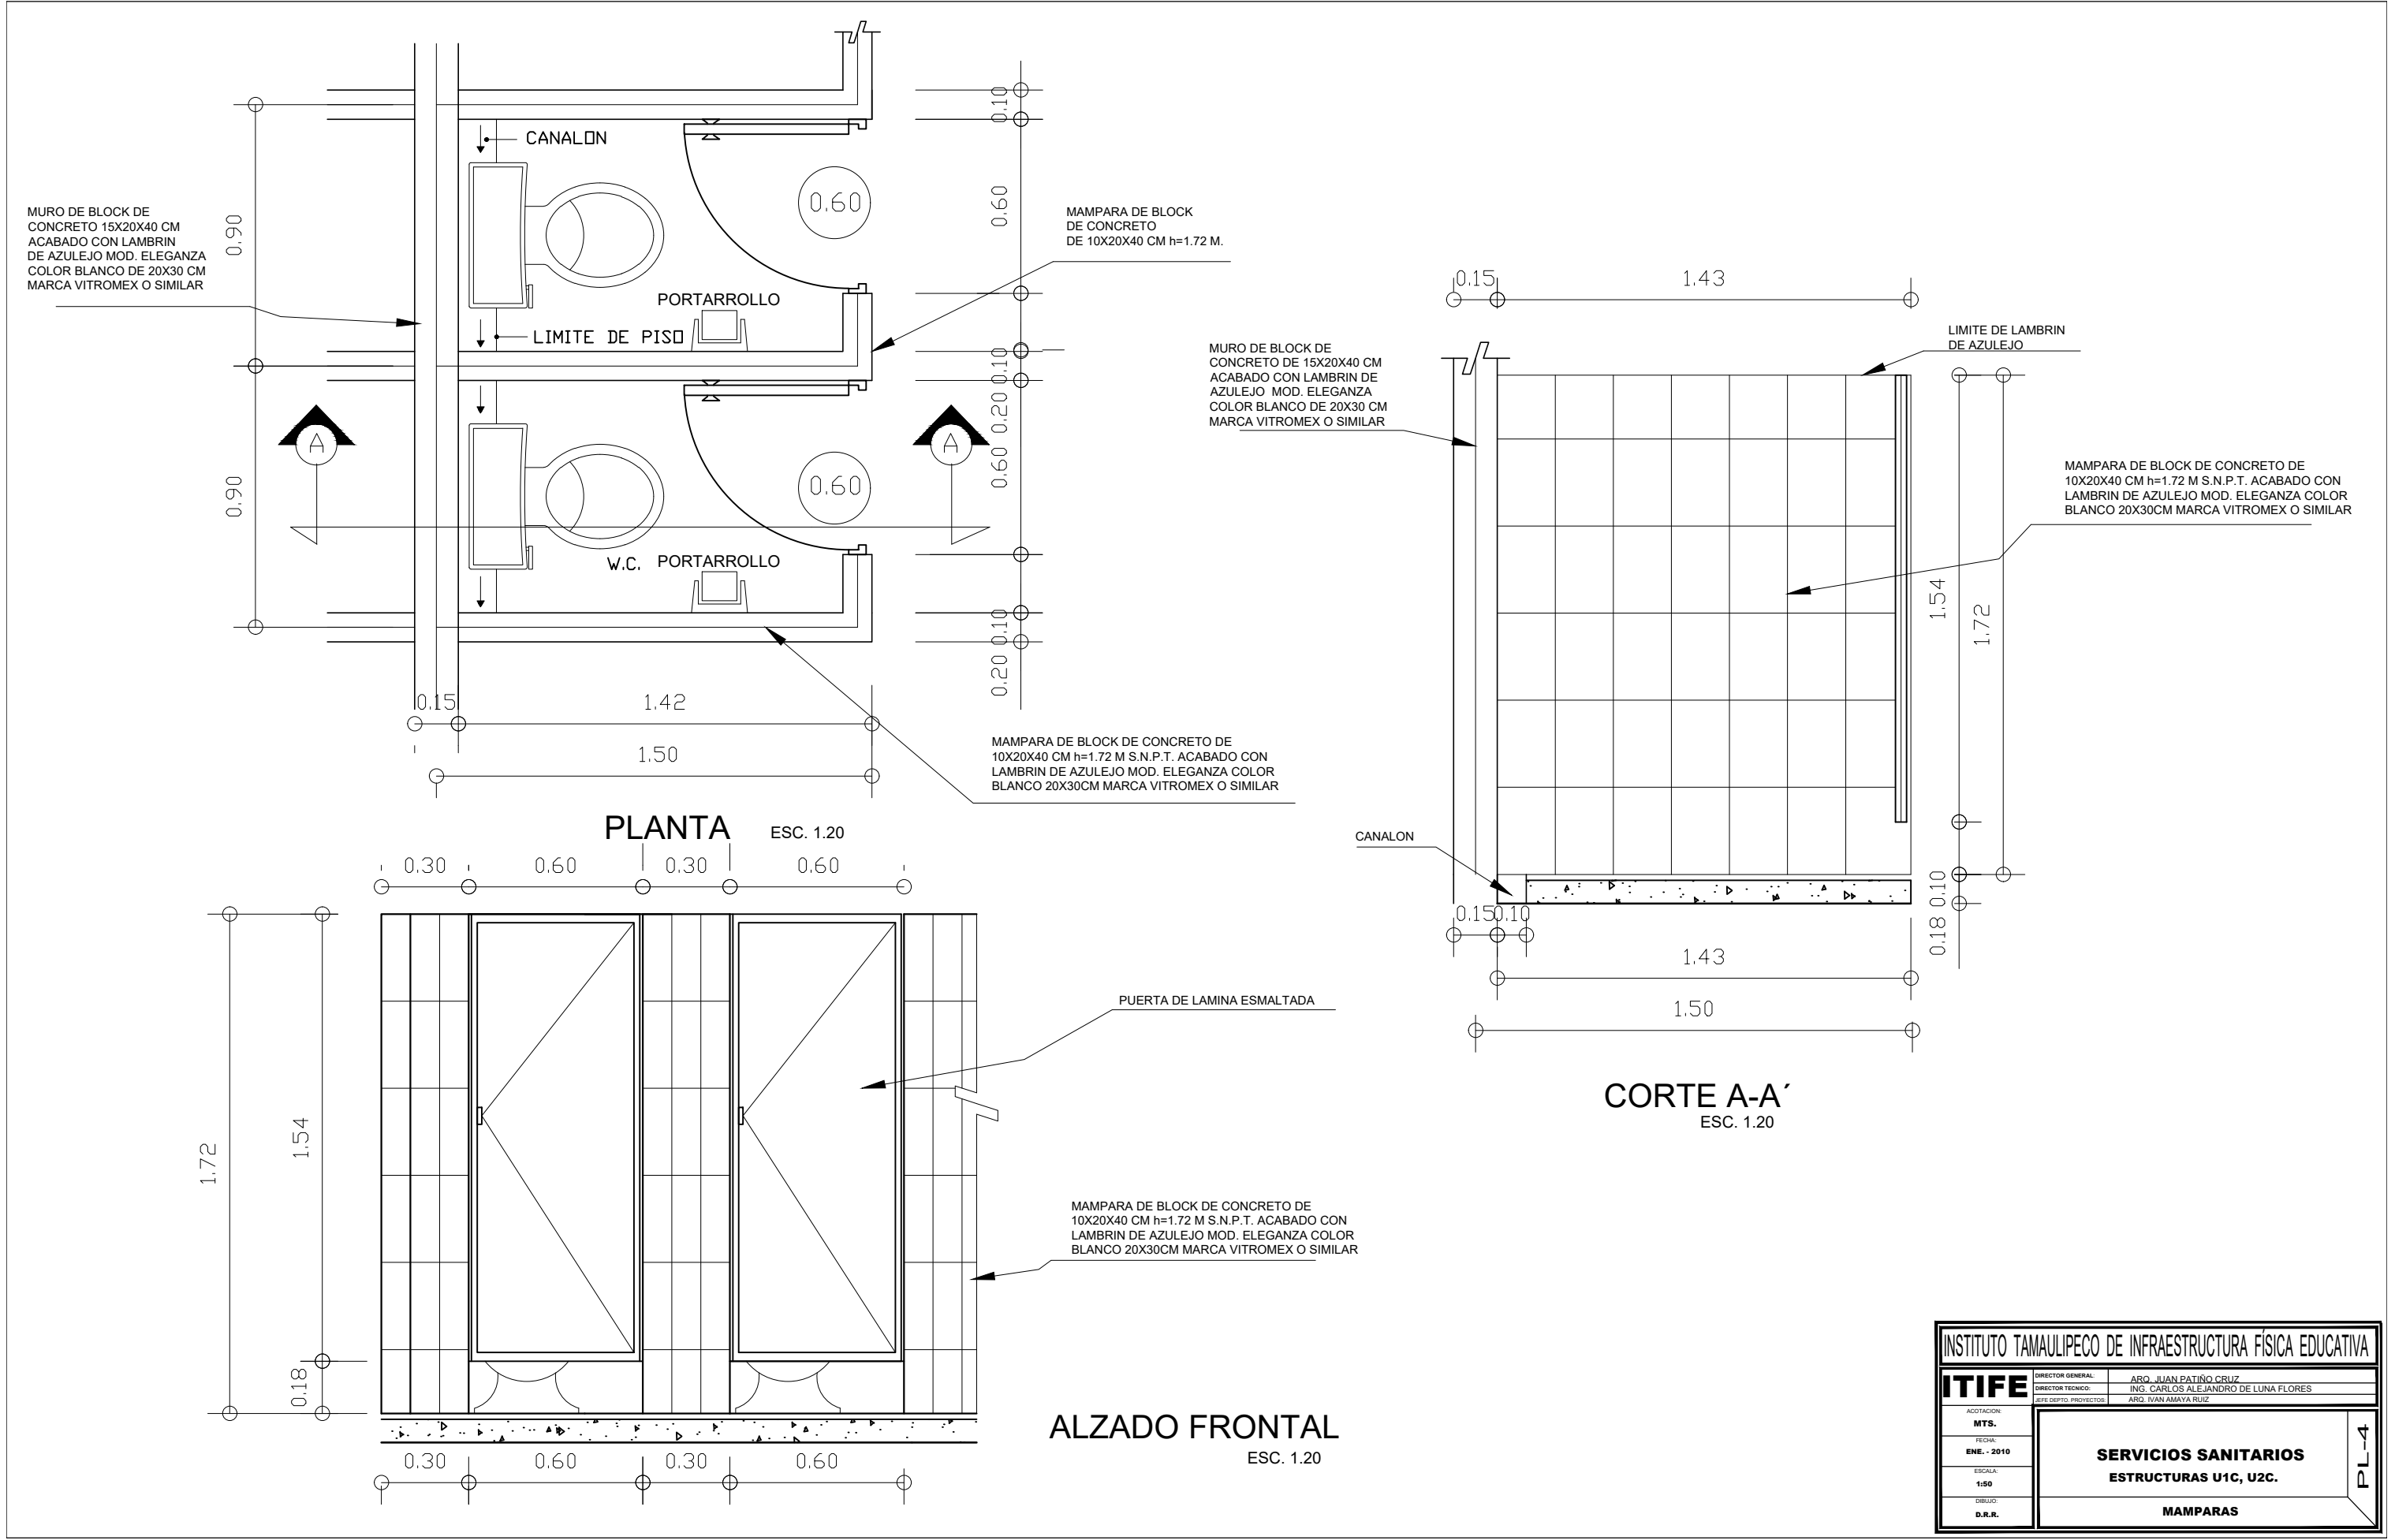 CANALON
MURO DE BLOCK DE
CONCRETO 15X20X40 CM
ACABADO CON LAMBRIN
DE AZULEJO MOD. ELEGANZA
COLOR BLANCO DE 20X30 CM
MARCA VITROMEX O SIMILAR
0.90
0.90
0.60
PORTARROLLO
LIMITE DE PISO
A
A
0.60
W.C.
PORTARROLLO
0.10
0.60
0.10
0.20
0.60
0.10
0.20
MAMPARA DE BLOCK
DE CONCRETO
DE 10X20X40 CM h=1.72 M.
0.15
1.42
1.50
MAMPARA DE BLOCK DE CONCRETO DE
10X20X40 CM h=1.72 M S.N.P.T. ACABADO CON
LAMBRIN DE AZULEJO MOD. ELEGANZA COLOR
BLANCO 20X30CM MARCA VITROMEX O SIMILAR
PLANTA ESC. 1.20
0.15
1.43
LIMITE DE LAMBRIN
DE AZULEJO
MURO DE BLOCK DE
CONCRETO DE 15X20X40 CM
ACABADO CON LAMBRIN DE
AZULEJO MOD. ELEGANZA
COLOR BLANCO DE 20X30 CM
MARCA VITROMEX O SIMILAR
MAMPARA DE BLOCK DE CONCRETO DE
10X20X40 CM h=1.72 M S.N.P.T. ACABADO CON
LAMBRIN DE AZULEJO MOD. ELEGANZA COLOR
BLANCO 20X30CM MARCA VITROMEX O SIMILAR
1.54
1.72
CANALON
0.10
0.18
0.15
0.10
1.43
1.50
CORTE A-A´
ESC. 1.20
0.30
0.60
0.30
0.60
1.72
1.54
0.18
PUERTA DE LAMINA ESMALTADA
MAMPARA DE BLOCK DE CONCRETO DE
10X20X40 CM h=1.72 M S.N.P.T. ACABADO CON
LAMBRIN DE AZULEJO MOD. ELEGANZA COLOR
BLANCO 20X30CM MARCA VITROMEX O SIMILAR
0.30
0.60
0.30
0.60
ALZADO FRONTAL
ESC. 1.20
INSTITUTO TAMAULIPECO DE INFRAESTRUCTURA FÍSICA EDUCATIVA
ITIFE
DIRECTOR GENERAL: ARQ. JUAN PATIÑO CRUZ
DIRECTOR TECNICO: ING. CARLOS ALEJANDRO DE LUNA FLORES
JEFE DEPTO. PROYECTOS: ARQ. IVAN AMAYA RUIZ
ACOTACION:
MTS.
FECHA:
ENE. - 2010
ESCALA:
1:50
DIBUJO:
D.R.R.
SERVICIOS SANITARIOS
ESTRUCTURAS U1C, U2C.
MAMPARAS
PL-4